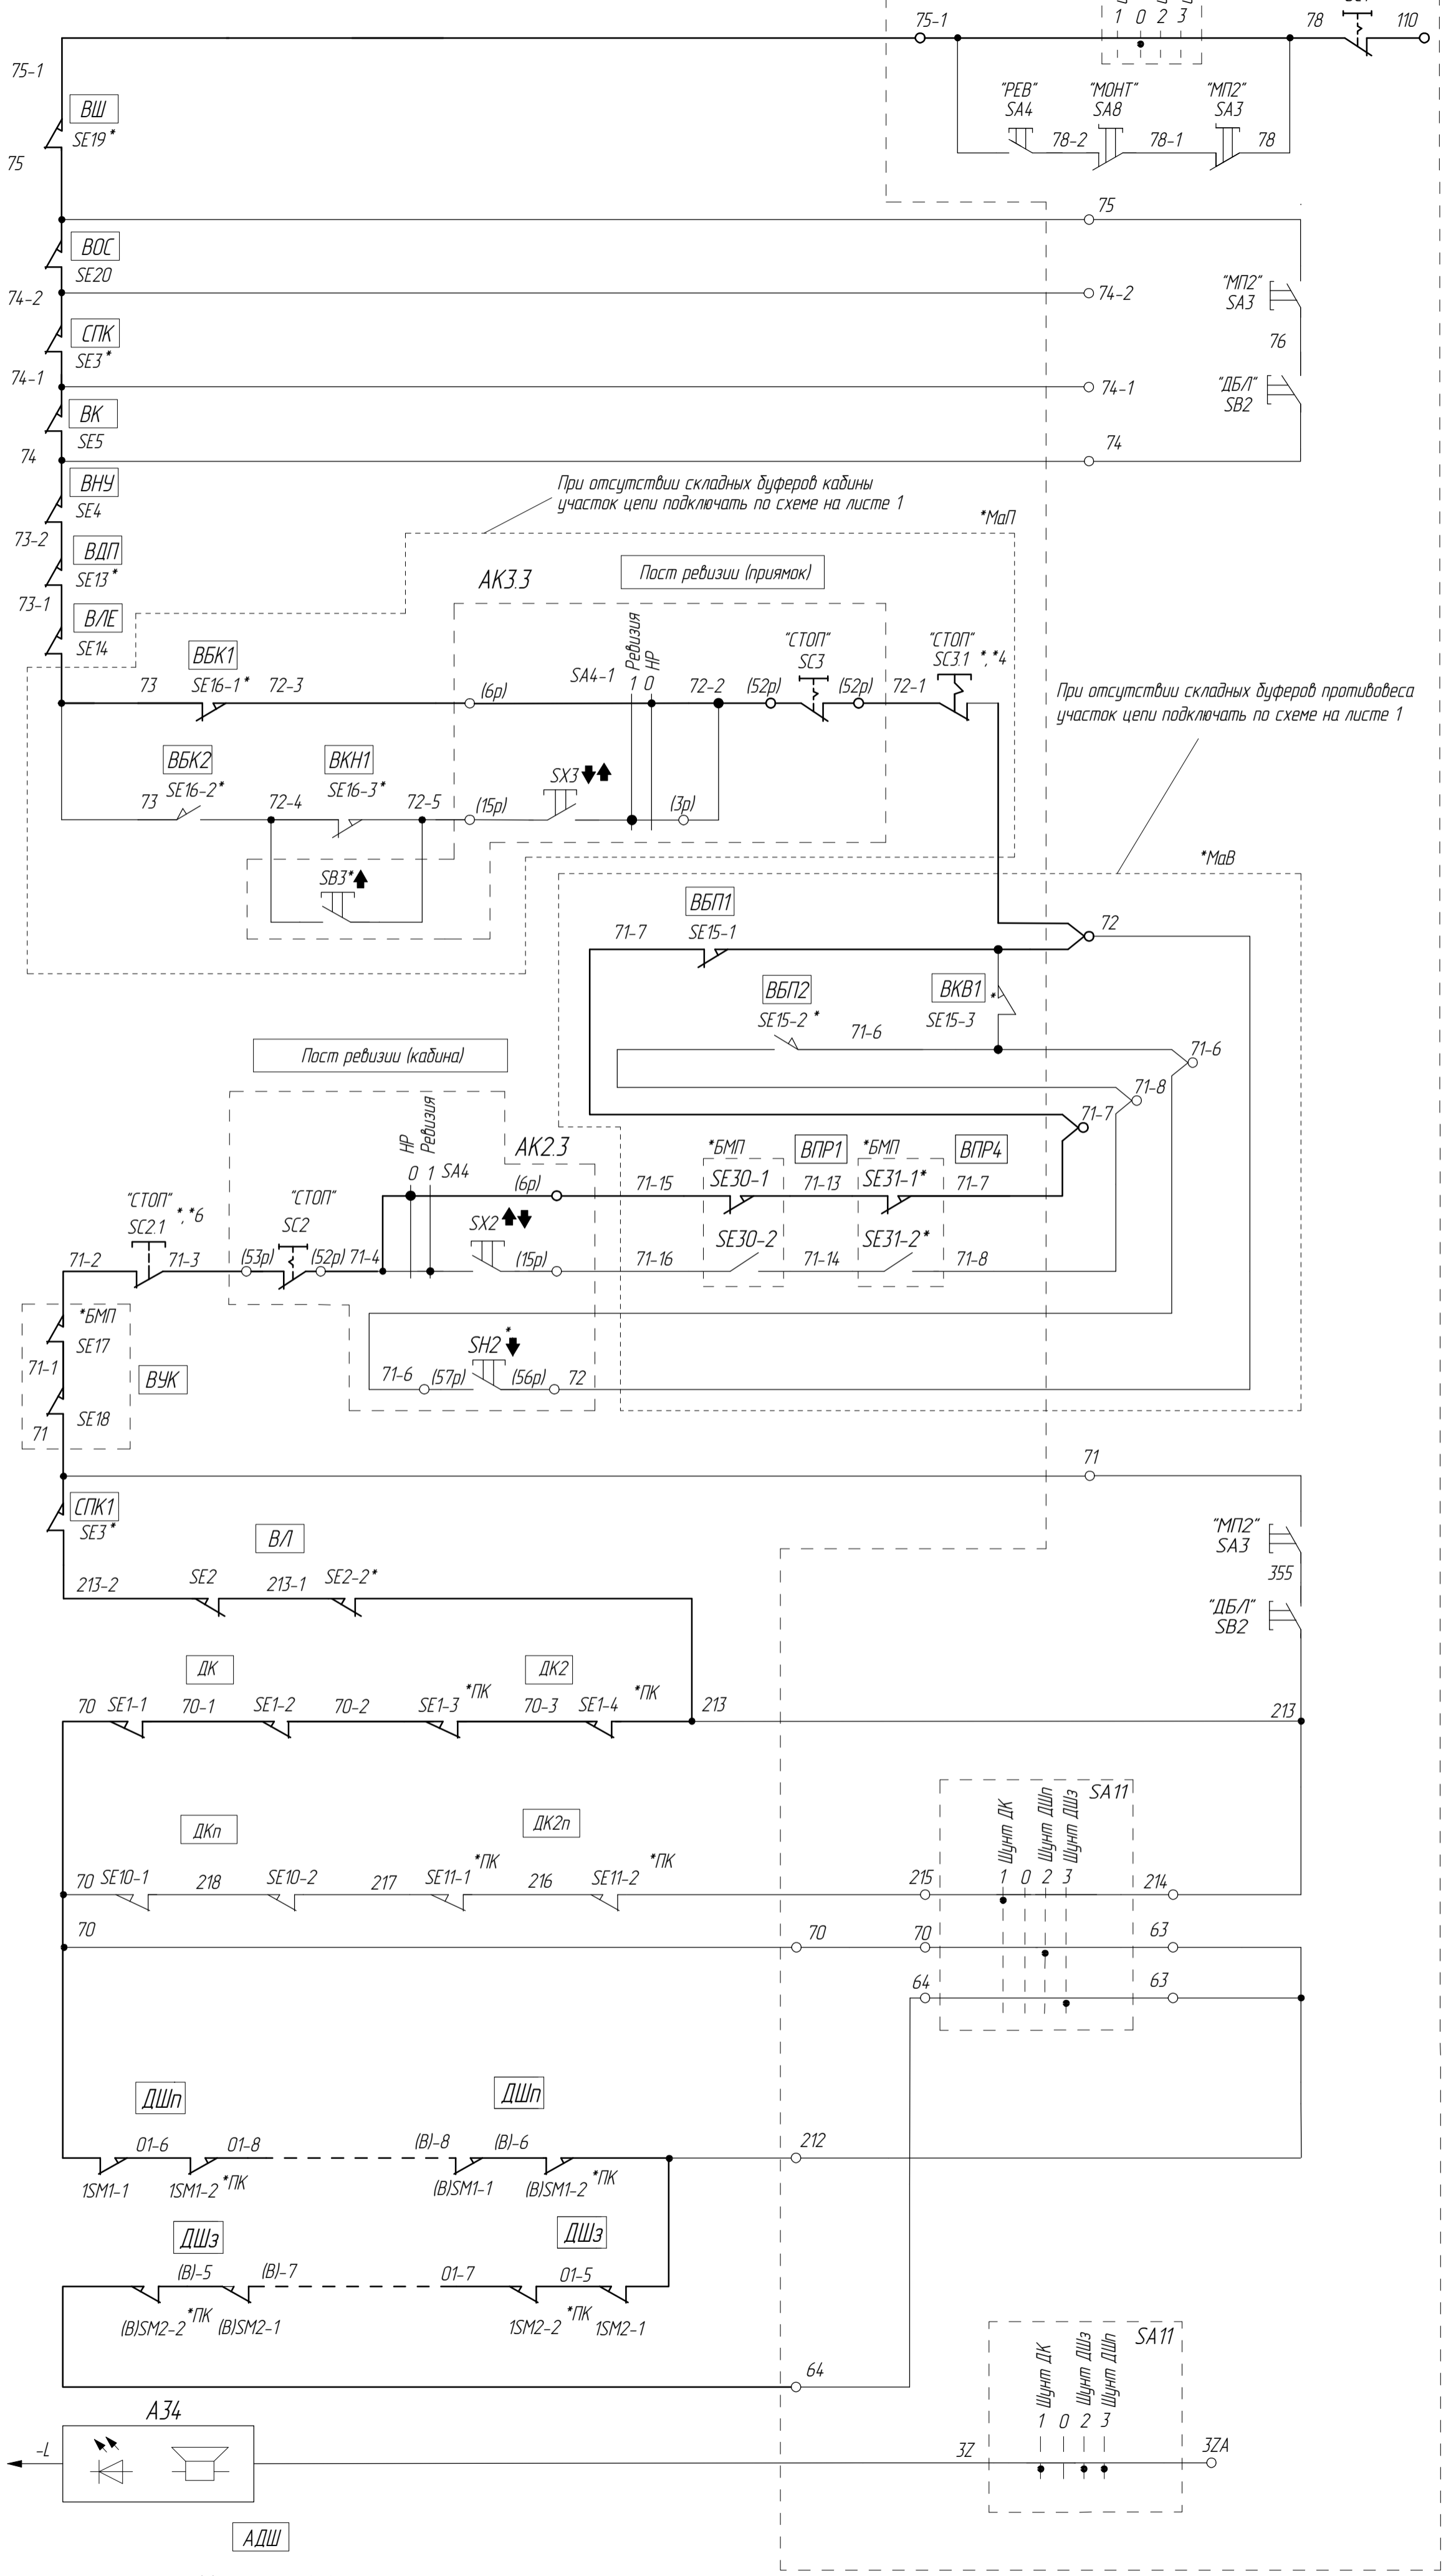 75-1
1 0 2 3
78
110
75-1
ВШ
SE19*
"РЕВ"
SA4
"МОНТ"
SA8
"МП2"
SA3
78-2
78-1
78
75
75
ВОС
SE20
74-2
74-2
"МП2"
SA3
СПК
SE3*
76
74-1
74-1
"ДБЛ"
SB2
ВК
SE5
74
74
ВНУ
SE4
При отсутствии складных буферов кабины
участок цепи подключать по схеме на листе 1
*МаП
73-2
ВДП
SE13*
АК3.3
Пост ревизии (приямок)
73-1
ВЛЕ
SE14
ВБК1
SE16-1*
73
72-3
(6р)
SA4-1
Ревизия
НР
1 0
72-2
(52р)
"СТОП"
SC3
(52р)
72-1
"СТОП"
SC3.1 *,*4
При отсутствии складных буферов противовеса
участок цепи подключать по схеме на листе 1
ВБК2
SE16-2*
ВКН1
SE16-3*
73
72-4
72-5
(15р)
SX3
(3р)
*МаВ
SB3*
ВБП1
SE15-1
71-7
72
ВБП2
SE15-2 *
71-6
ВКВ1
*
SE15-3
71-6
71-8
71-7
Пост ревизии (кабина)
НР
Ревизия
0 1 SA4
АК2.3
*БМП
SE30-1
ВПР1
*БМП
SE31-1*
ВПР4
(6р)
71-15
71-13
71-7
"СТОП"
SC2.1 *,*6
"СТОП"
SC2
SX2
SE30-2
SE31-2*
71-2
71-3
(53р)
(52р)
71-4
(15р)
71-16
71-14
71-8
*БМП
SE17
71-1
ВУК
SE18
71
SH2 *
71-6
(57р)
(56р)
72
71
СПК1
SE3*
ВЛ
"МП2"
SA3
213-2
SE2
213-1
SE2-2*
355
"ДБЛ"
SB2
ДК
ДК2
70
SE1-1
70-1
SE1-2
70-2
SE1-3
*ПК
70-3
SE1-4
*ПК
213
213
SA11
Шунт ДК
Шунт ДШп
Шунт ДШз
1 0 2 3
ДКп
ДК2п
70
SE10-1
218
SE10-2
217
SE11-1
*ПК
216
SE11-2
*ПК
215
214
70
70
70
63
64
63
ДШп
ДШп
01-6
01-8
(В)-8
(В)-6
212
1SM1-1
1SM1-2
*ПК
(В)SM1-1
(В)SM1-2
*ПК
ДШз
ДШз
(В)-5
(В)-7
01-7
01-5
(В)SM2-2
*ПК
(В)SM2-1
1SM2-2
*ПК
1SM2-1
64
SA11
Шунт ДК
Шунт ДШз
Шунт ДШп
1 0 2 3
А34
-L
3Z
3ZA
АДШ